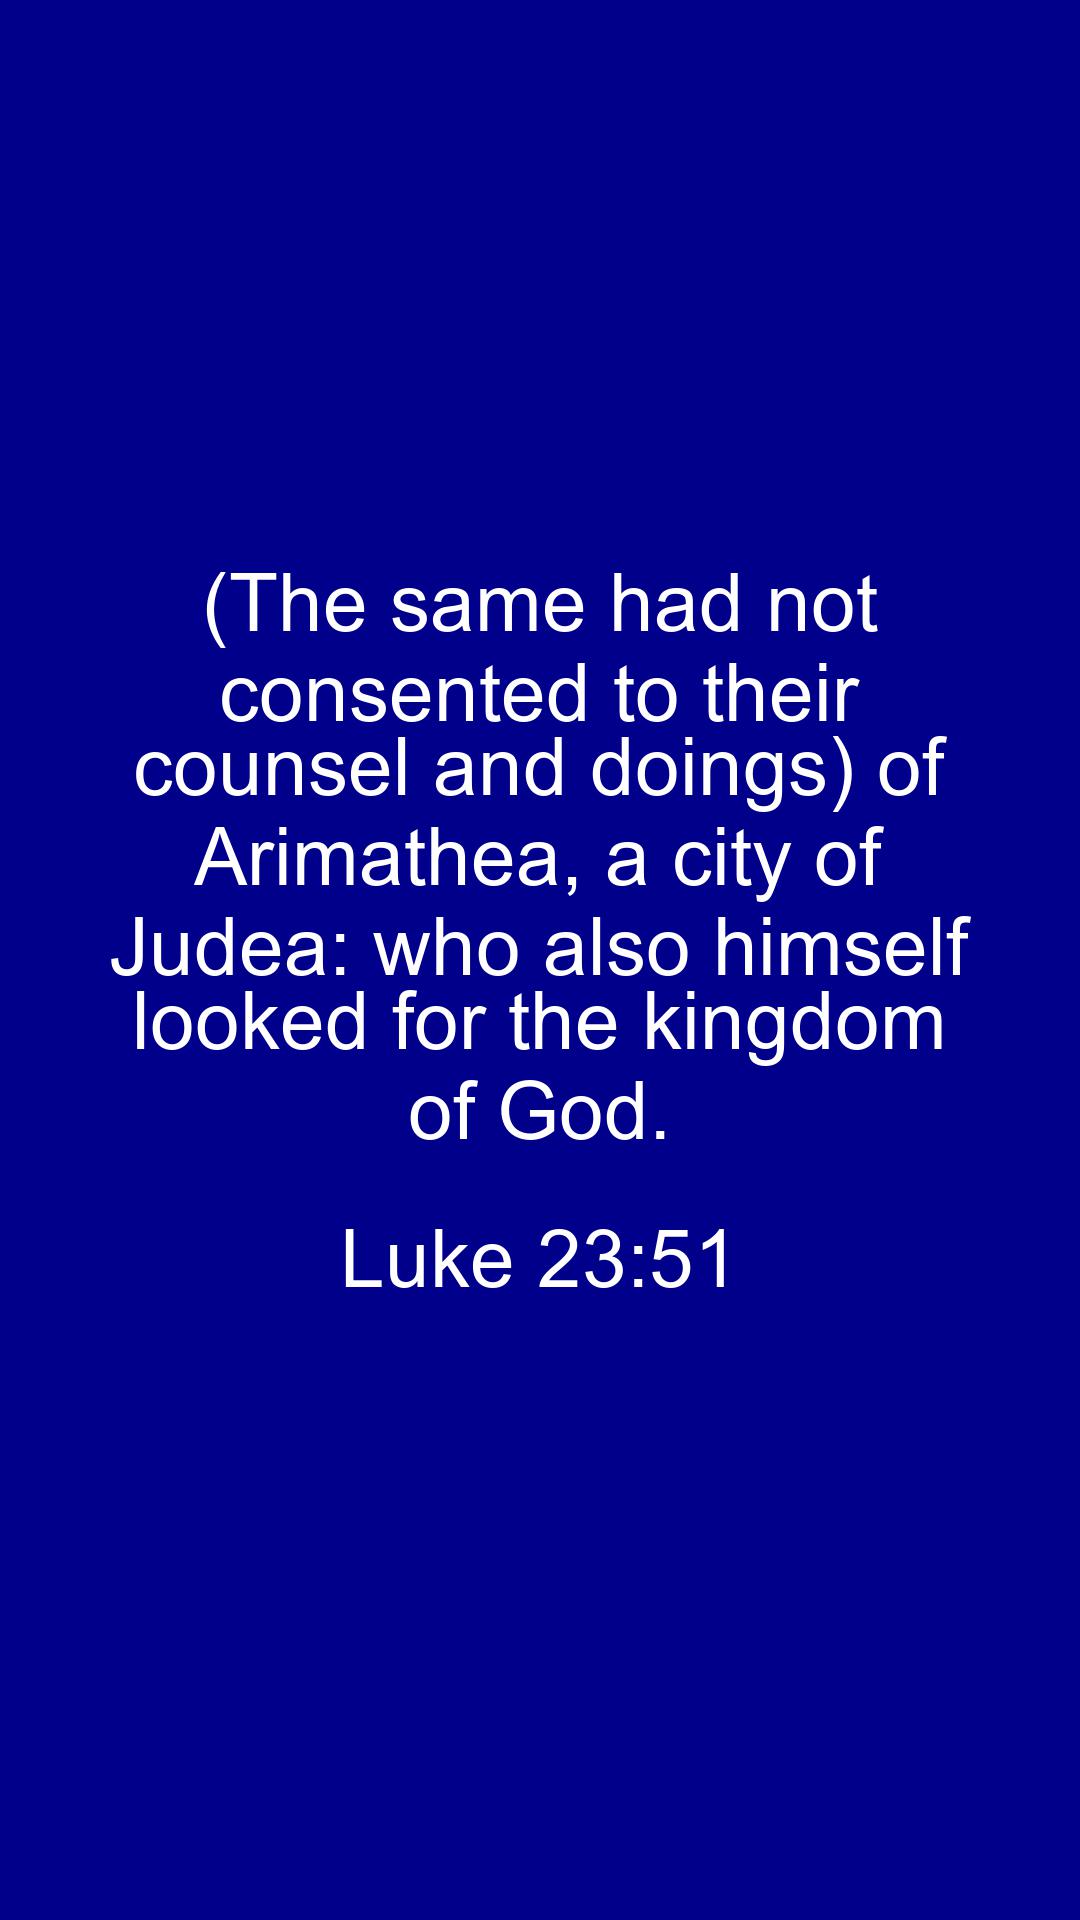 (The same had not
consented to their
counsel and doings) of
Arimathea, a city of
Judea: who also himself
looked for the kingdom
of God.
Luke 23:51